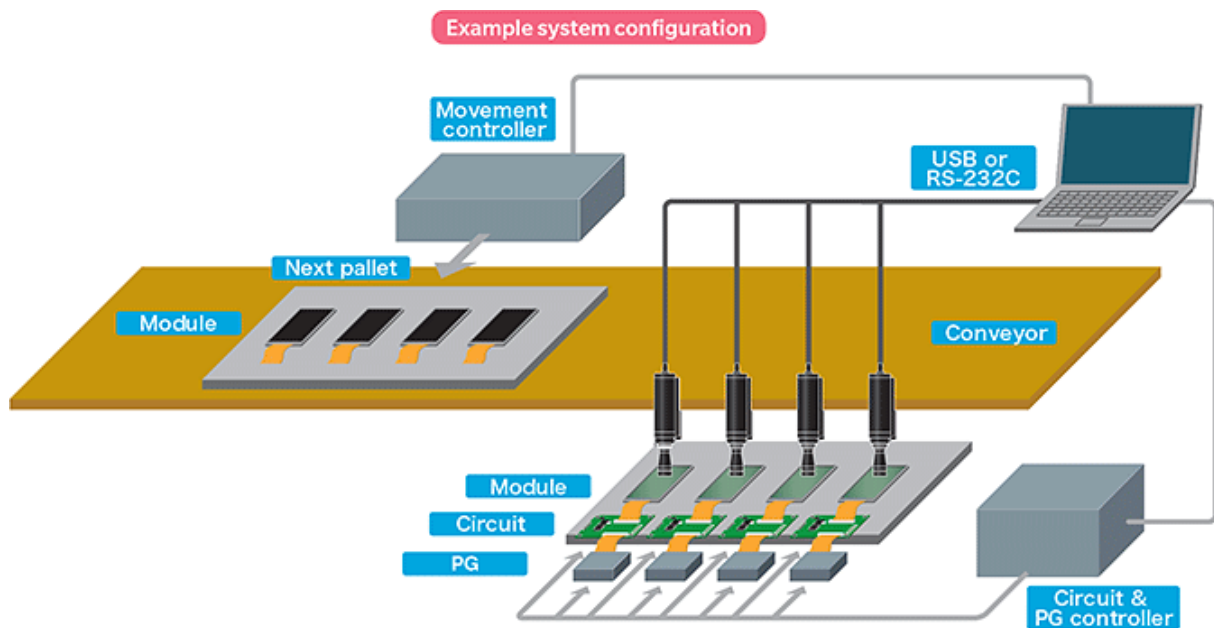 Example system configuration
Movement
controller
USB or
RS-232C
Next pallet
Module
Conveyor
Module
Circuit
PG
Circuit &
PG controller